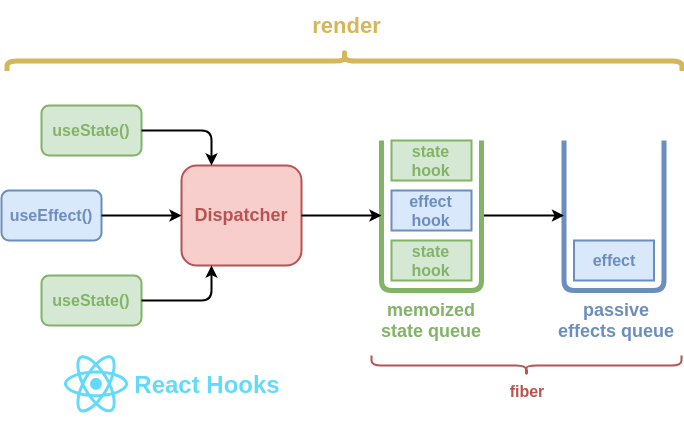 render
useState()
useEffect()
useState()
Dispatcher
state
hook
effect
hook
state
hook
memoized
state queue
effect
passive
effects queue
fiber
React Hooks